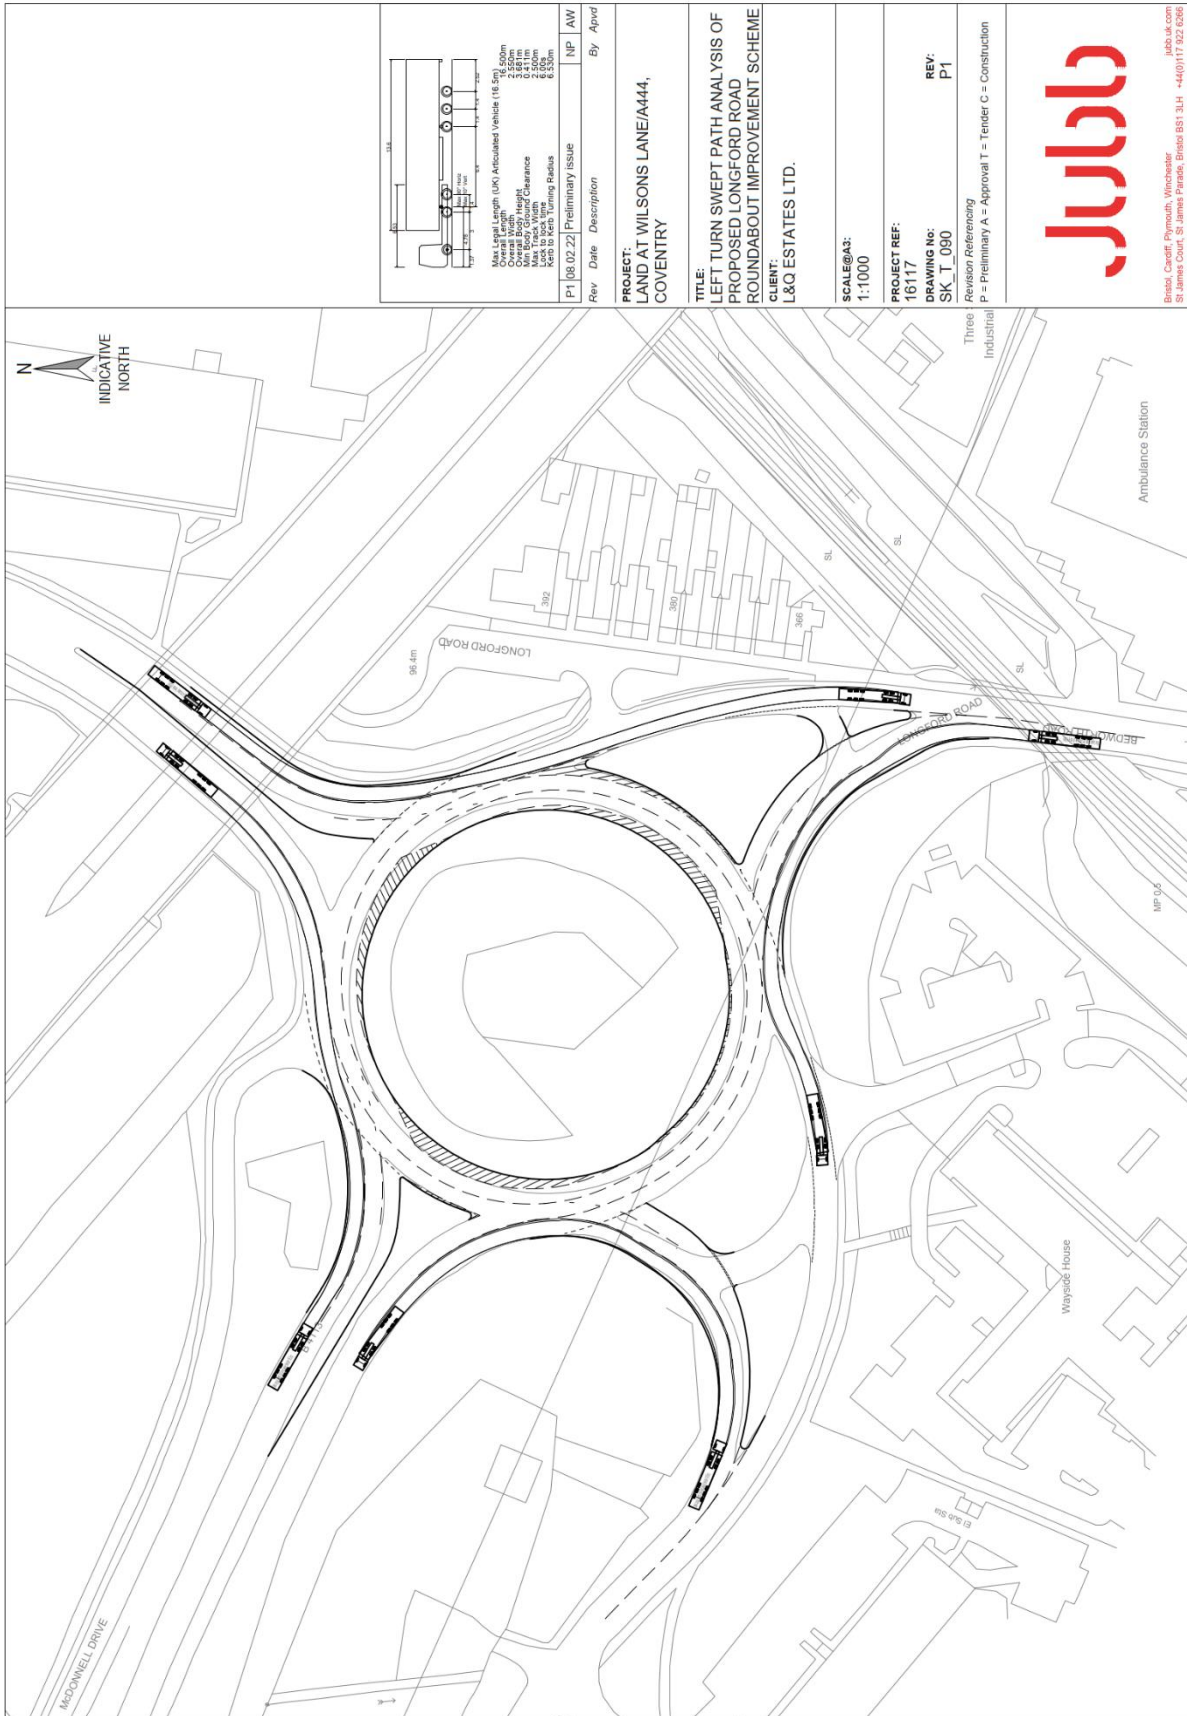 N
INDICATIVE
NORTH
McDONNELL DRIVE
B 4113
96.4m
LONGFORD ROAD
392
380
366
SL
SL
SL
LONGFORD ROAD
BEDWORTH ROAD
MP 0.5
Wayside House
El Sub Sta
Ambulance Station
Three
Industrial
Max Legal Length (UK) Articulated Vehicle (16.5m)
Overall Length 16.500m
Overall Width 2.550m
Overall Body Height 3.681m
Min Body Ground Clearance 0.411m
Max Track Width 2.500m
Lock to lock time 6.00s
Kerb to Kerb Turning Radius 6.530m
P1 08.02.22 Preliminary issue NP AW
Rev Date Description By Apvd
PROJECT:
LAND AT WILSONS LANE/A444,
COVENTRY
TITLE:
LEFT TURN SWEPT PATH ANALYSIS OF
PROPOSED LONGFORD ROAD
ROUNDABOUT IMPROVEMENT SCHEME
CLIENT:
L&Q ESTATES LTD.
SCALE@A3:
1:1000
PROJECT REF:
16117
DRAWING No: REV:
SK_T_090 P1
Revision Referencing
P = Preliminary A = Approval T = Tender C = Construction
Jubb
Bristol, Cardiff, Plymouth, Winchester jubb.uk.com
St James Court, St James Parade, Bristol BS1 3LH +44(0)117 922 6266